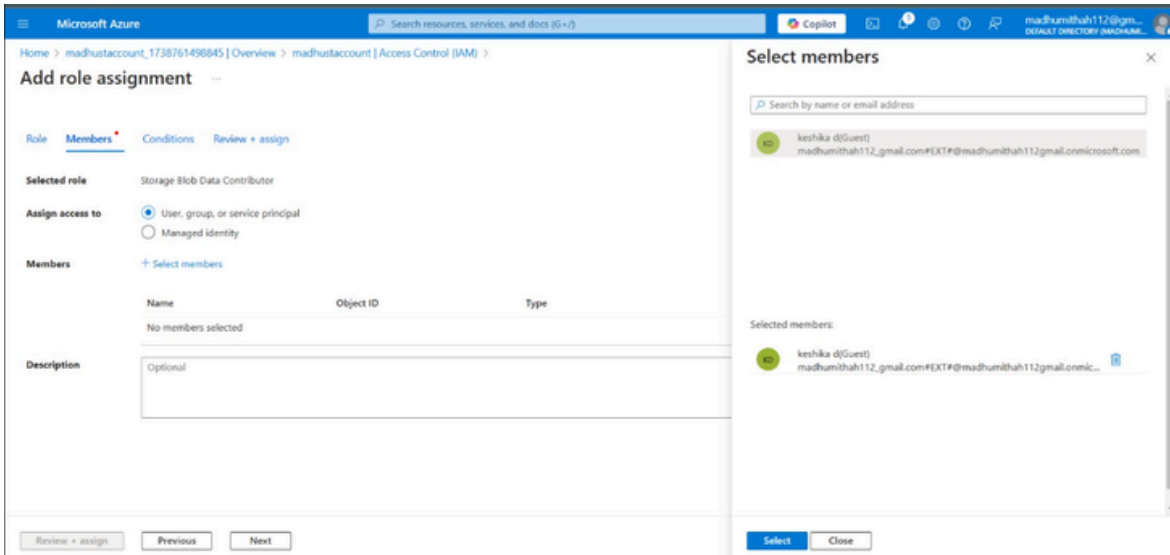 Microsoft Azure
Search resources, services, and docs (G+/)
Copilot
madhumithah112@gm...
DEFAULT DIRECTORY (MADHUMI...
Home > madhustaccount_1738761498845 | Overview > madhustaccount | Access Control (IAM) >
Add role assignment ...
Role Members* Conditions Review + assign
Selected role Storage Blob Data Contributor
Assign access to User, group, or service principal
Managed identity
Members + Select members
Name Object ID Type
No members selected
Description Optional
Review + assign Previous Next
Select members
Search by name or email address
KD keshika d(Guest)
madhumithah112_gmail.com#EXT#@madhumithah112gmail.onmicrosoft.com
Selected members:
KD keshika d(Guest)
madhumithah112_gmail.com#EXT#@madhumithah112gmail.onmic...
Select Close